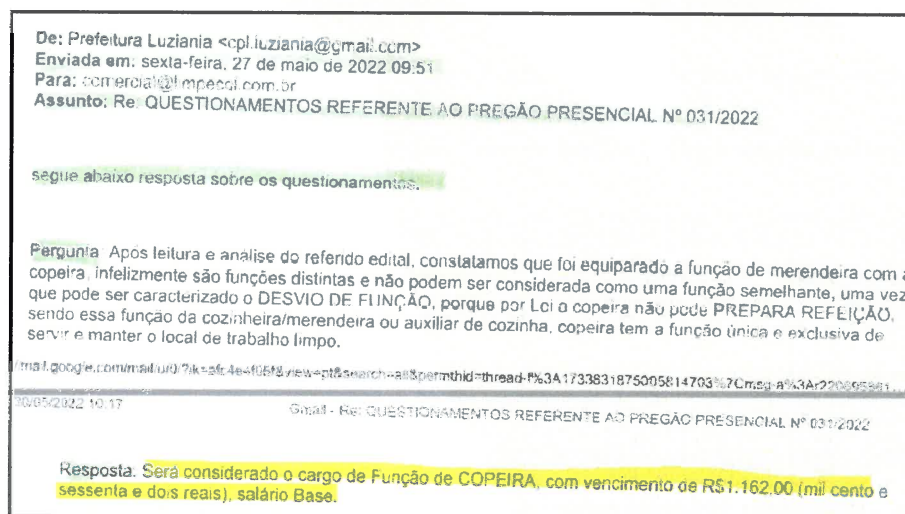 De: Prefeitura Luziania <cpl.luziania@gmail.com>
Enviada em: sexta-feira, 27 de maio de 2022 09:51
Para: comercial@limpecol.com.br
Assunto: Re: QUESTIONAMENTOS REFERENTE AO PREGÃO PRESENCIAL Nº 031/2022
segue abaixo resposta sobre os questionamentos.
Pergunta: Após leitura e análise do referido edital, constatamos que foi equiparado a função de merendeira com a
copeira, infelizmente são funções distintas e não podem ser considerada como uma função semelhante, uma vez
que pode ser caracterizado o DESVIO DE FUNÇÃO, porque por Lei a copeira não pode PREPARA REFEIÇÃO,
sendo essa função da cozinheira/merendeira ou auxiliar de cozinha, copeira tem a função única e exclusiva de
servir e manter o local de trabalho limpo.
30/05/2022 10:17
Gmail - Re: QUESTIONAMENTOS REFERENTE AO PREGÃO PRESENCIAL Nº 031/2022
Resposta: Será considerado o cargo de Função de COPEIRA, com vencimento de R$1.162,00 (mil cento e
sessenta e dois reais), salário Base.